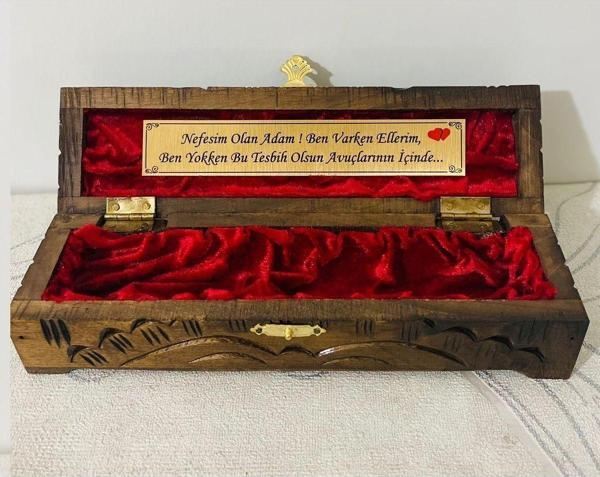 Nefesim Olan Adam ! Ben Varken Ellerim,
Ben Yokken Bu Tesbih Olsun Avuçlarının İçinde...